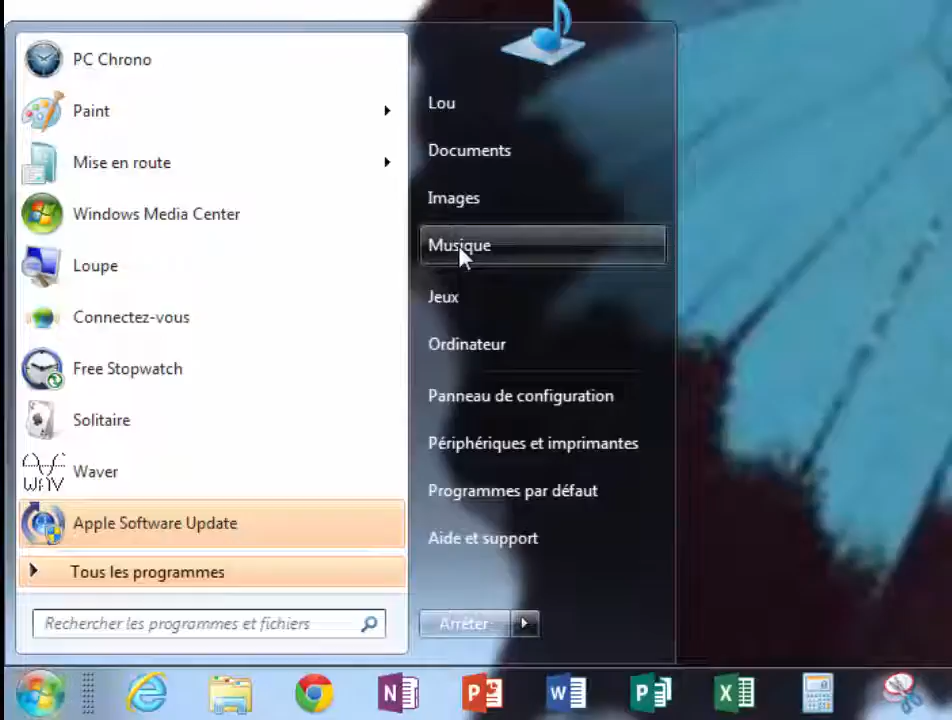 PC Chrono
Paint
Mise en route
Windows Media Center
Loupe
Connectez-vous
Free Stopwatch
Solitaire
Waver
Apple Software Update
Tous les programmes
Rechercher les programmes et fichiers
Lou
Documents
Images
Musique
Jeux
Ordinateur
Panneau de configuration
Périphériques et imprimantes
Programmes par défaut
Aide et support
Arrêter